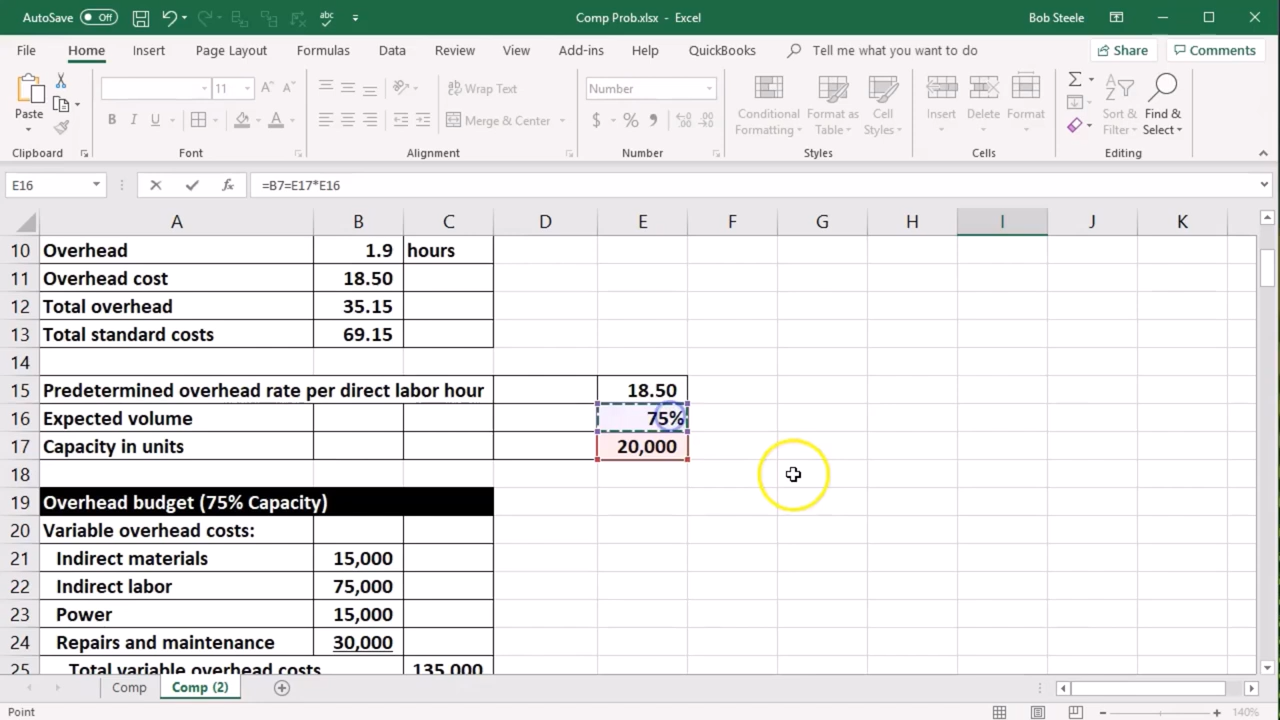 AutoSave Off abc Comp Prob.xlsx - Excel Bob Steele
File Home Insert Page Layout Formulas Data Review View Add-ins Help QuickBooks Tell me what you want to do Share Comments
Paste 11 A A ab Wrap Text Number Conditional Formatting Format as Table Cell Styles Insert Delete Format Sort & Filter Find & Select
B I U A Merge & Center $ % ,
Clipboard Font Alignment Number Styles Cells Editing
E16 fx =B7=E17*E16
A B C D E F G H I J K
10 Overhead 1.9 hours
11 Overhead cost 18.50
12 Total overhead 35.15
13 Total standard costs 69.15
14
15 Predetermined overhead rate per direct labor hour 18.50
16 Expected volume 75%
17 Capacity in units 20,000
18
19 Overhead budget (75% Capacity)
20 Variable overhead costs:
21 Indirect materials 15,000
22 Indirect labor 75,000
23 Power 15,000
24 Repairs and maintenance 30,000
25 Total variable overhead costs 135,000
Comp Comp (2)
Point 140%